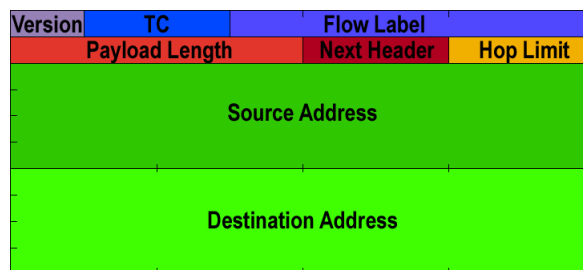 Version TC Flow Label
Payload Length Next Header Hop Limit
Source Address
Destination Address